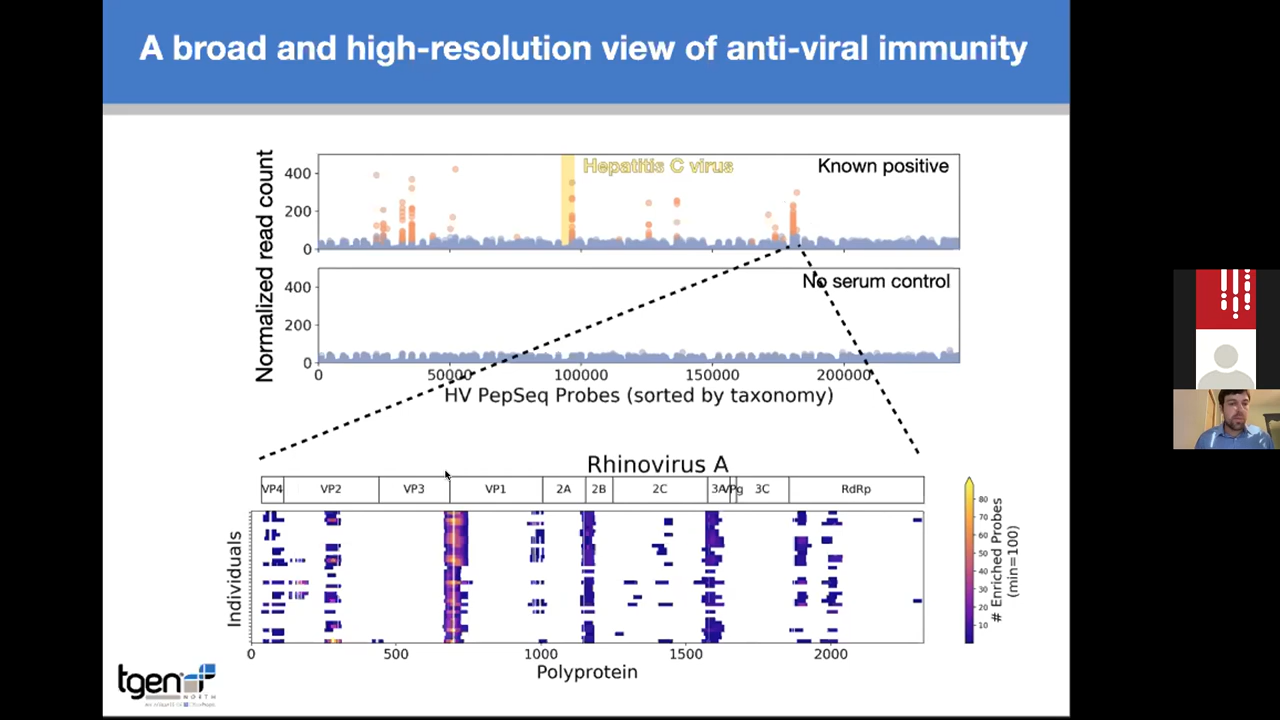 A broad and high-resolution view of anti-viral immunity
Normalized read count
400
200
0
Hepatitis C virus
Known positive
400
200
0
No serum control
0
50000
100000
150000
200000
HV PepSeq Probes (sorted by taxonomy)
Rhinovirus A
VP4
VP2
VP3
VP1
2A
2B
2C
3A
VPg
3C
RdRp
Individuals
0
500
1000
1500
2000
Polyprotein
80
70
60
50
40
30
20
10
# Enriched Probes
(min=100)
tgen
NORTH